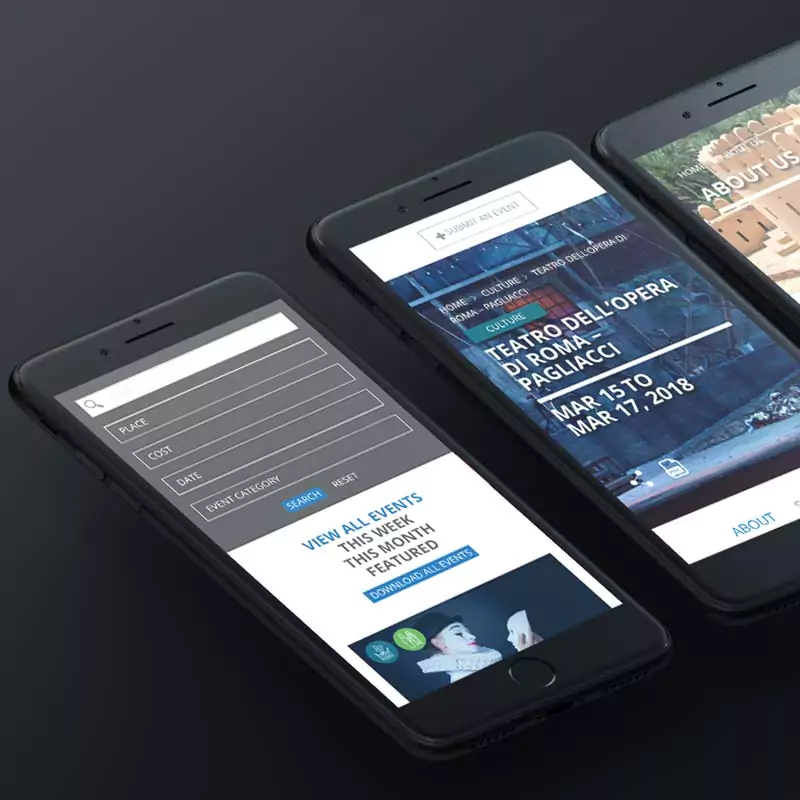 PLACE
COST
DATE
EVENT CATEGORY
SEARCH RESET
VIEW ALL EVENTS
THIS WEEK
THIS MONTH
FEATURED
DOWNLOAD ALL EVENTS
SUBMIT AN EVENT
HOME > CULTURE > TEATRO DELL'OPERA DI
ROMA – PAGLIACCI
CULTURE
TEATRO DELL'OPERA
DI ROMA –
PAGLIACCI
MAR 15 TO
MAR 17, 2018
ABOUT
HOME ABOUT US
ABOUT US